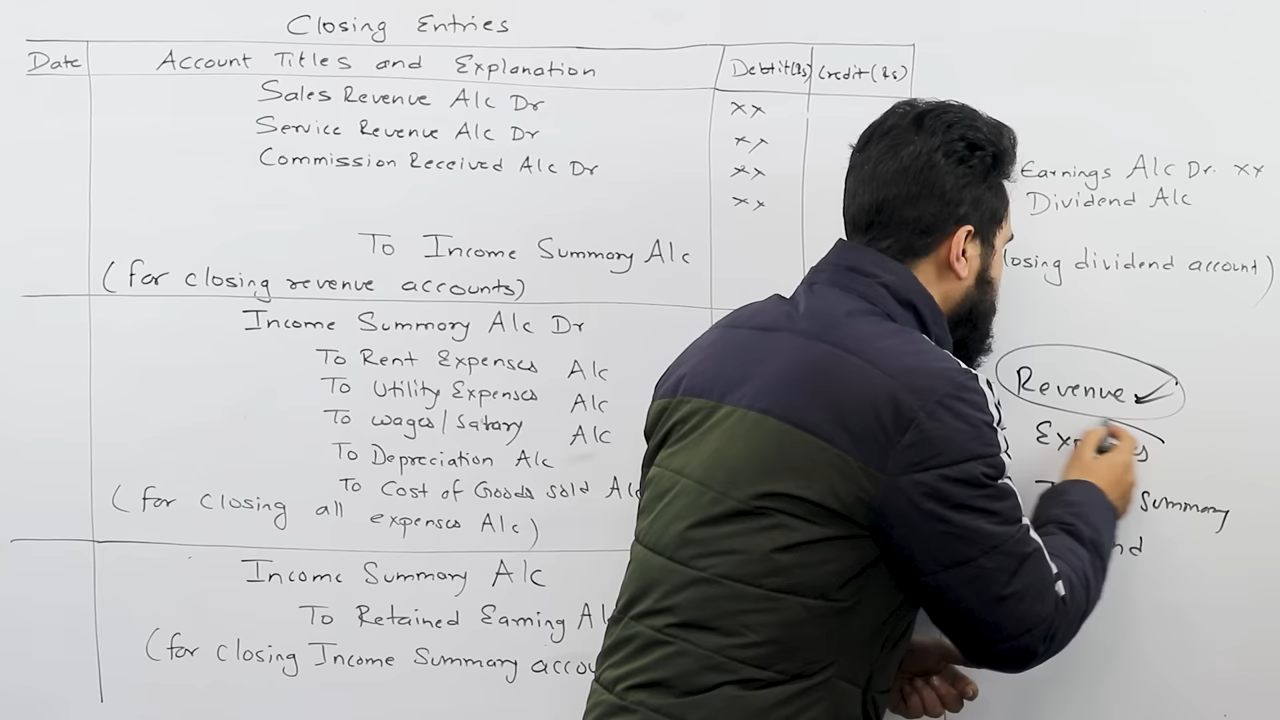 Closing Entries
Date Account Titles and Explanation Debtit(Rs) Credit(Rs)
Sales Revenue A/c Dr xx
Service Revenue A/c Dr xx
Commission Received A/c Dr xx
xx
To Income Summary A/c
(for closing revenue accounts)
Income Summary A/c Dr
To Rent Expenses A/c
To Utility Expenses A/c
To wages/Salary A/c
To Depreciation A/c
To Cost of Goods sold A/c
(for closing all expenses A/c)
Income Summary A/c
To Retained Earning A/
(for closing Income Summary accou
Earnings A/c Dr. xx
Dividend A/c
losing dividend account)
Revenue
Summary
nd